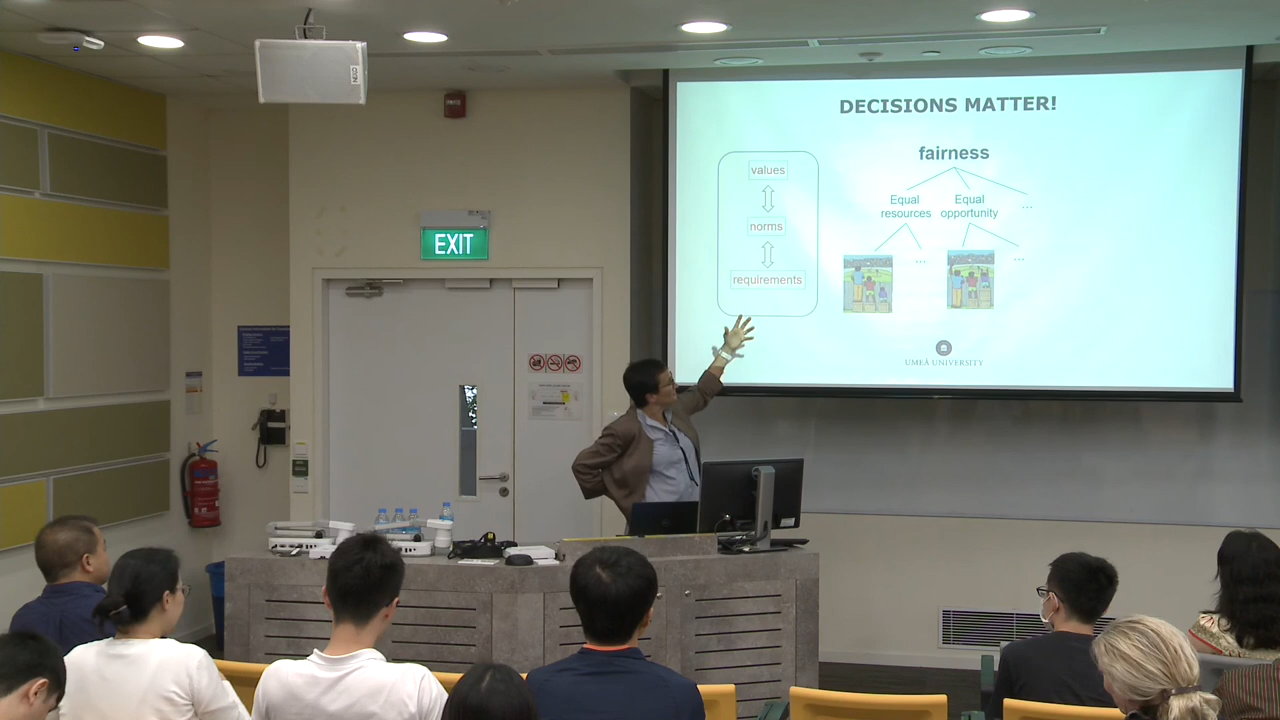 DECISIONS MATTER!
fairness
values
norms
requirements
Equal
resources
...
Equal
opportunity
...
...
UMEÅ UNIVERSITY
EXIT